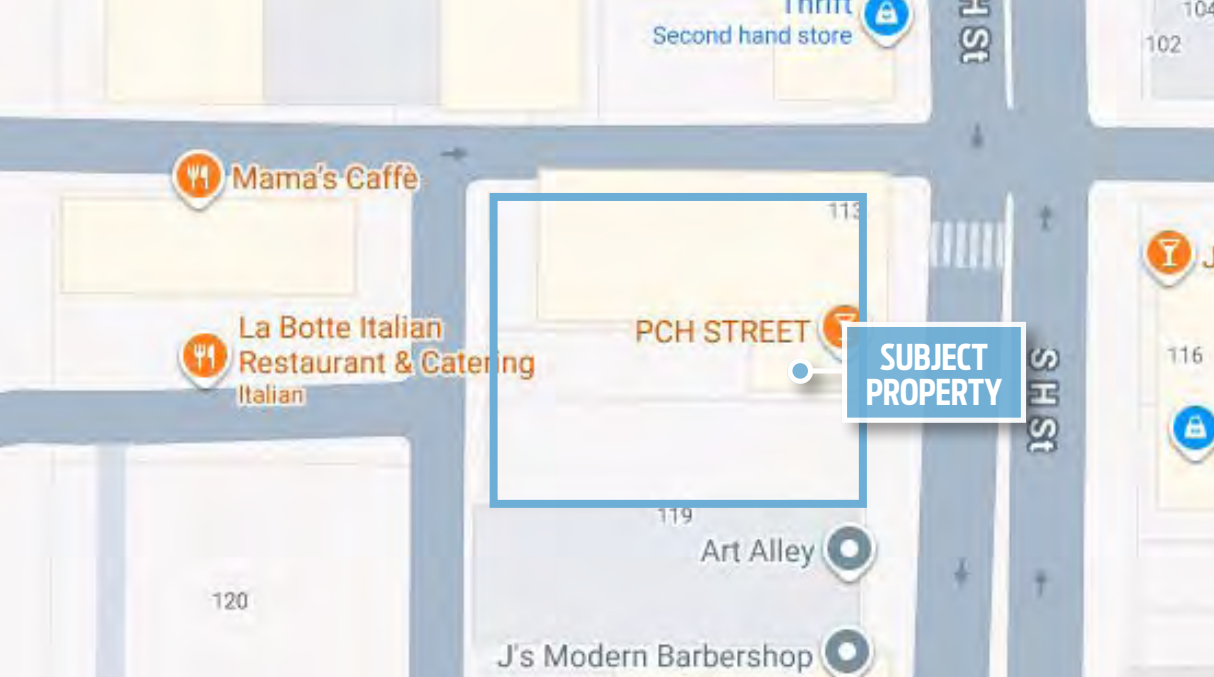 Thrift
Second hand store
H St
104
102
Mama's Caffè
113
La Botte Italian
Restaurant & Catering
Italian
PCH STREET
SUBJECT
PROPERTY
S H St
J
116
119
Art Alley
120
J's Modern Barbershop